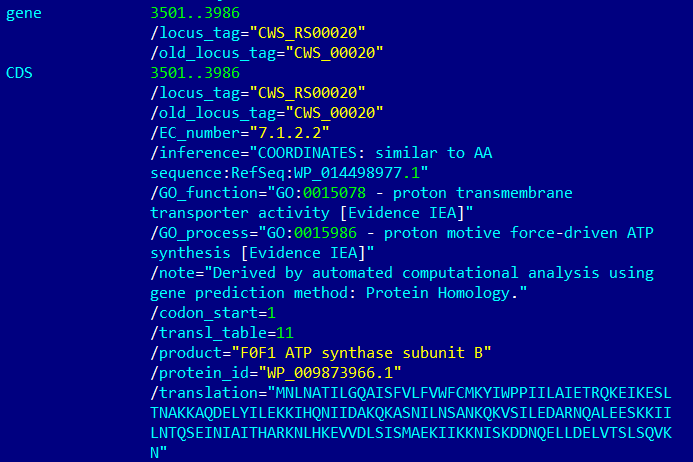 gene 3501..3986
/locus_tag="CWS_RS00020"
/old_locus_tag="CWS_00020"
CDS 3501..3986
/locus_tag="CWS_RS00020"
/old_locus_tag="CWS_00020"
/EC_number="7.1.2.2"
/inference="COORDINATES: similar to AA
sequence:RefSeq:WP_014498977.1"
/GO_function="GO:0015078 - proton transmembrane
transporter activity [Evidence IEA]"
/GO_process="GO:0015986 - proton motive force-driven ATP
synthesis [Evidence IEA]"
/note="Derived by automated computational analysis using
gene prediction method: Protein Homology."
/codon_start=1
/transl_table=11
/product="F0F1 ATP synthase subunit B"
/protein_id="WP_009873966.1"
/translation="MNLNATILGQAISFVLFVWFCMKYIWPPIILAIETRQKEIKESL
TNAKKAQDELYILEKKIHQNIIDAKQKASNILNSANKQKVSILEDARNQALEESKKII
LNTQSEINIAITHARKNLHKEVVDLSISMAEKIIKKNISKDDNQELLDELVTSLSQVK
N"